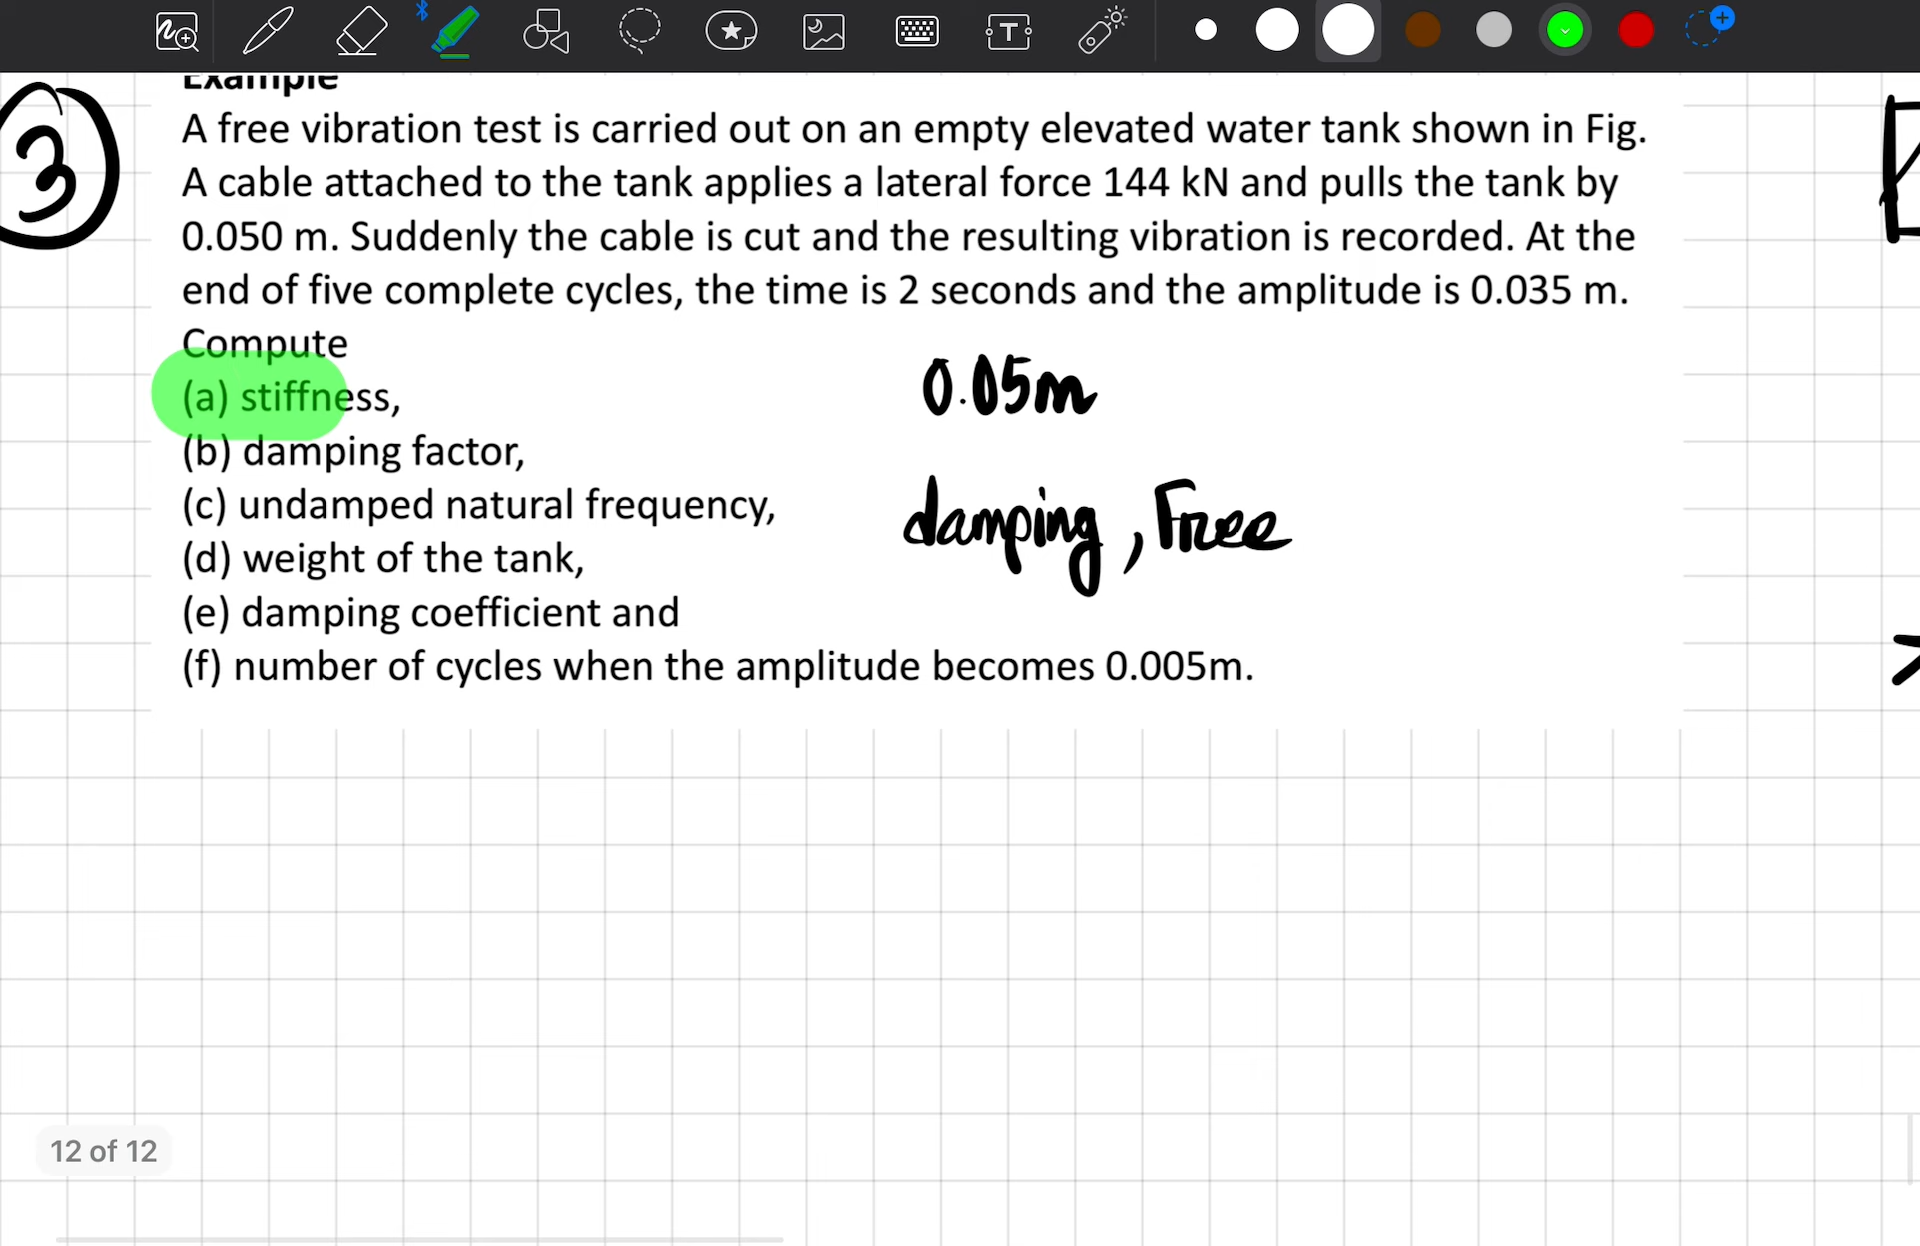 Example
3
A free vibration test is carried out on an empty elevated water tank shown in Fig.
A cable attached to the tank applies a lateral force 144 kN and pulls the tank by
0.050 m. Suddenly the cable is cut and the resulting vibration is recorded. At the
end of five complete cycles, the time is 2 seconds and the amplitude is 0.035 m.
Compute
(a) stiffness,
0.05m
(b) damping factor,
(c) undamped natural frequency,
damping, Free
(d) weight of the tank,
(e) damping coefficient and
(f) number of cycles when the amplitude becomes 0.005m.
12 of 12